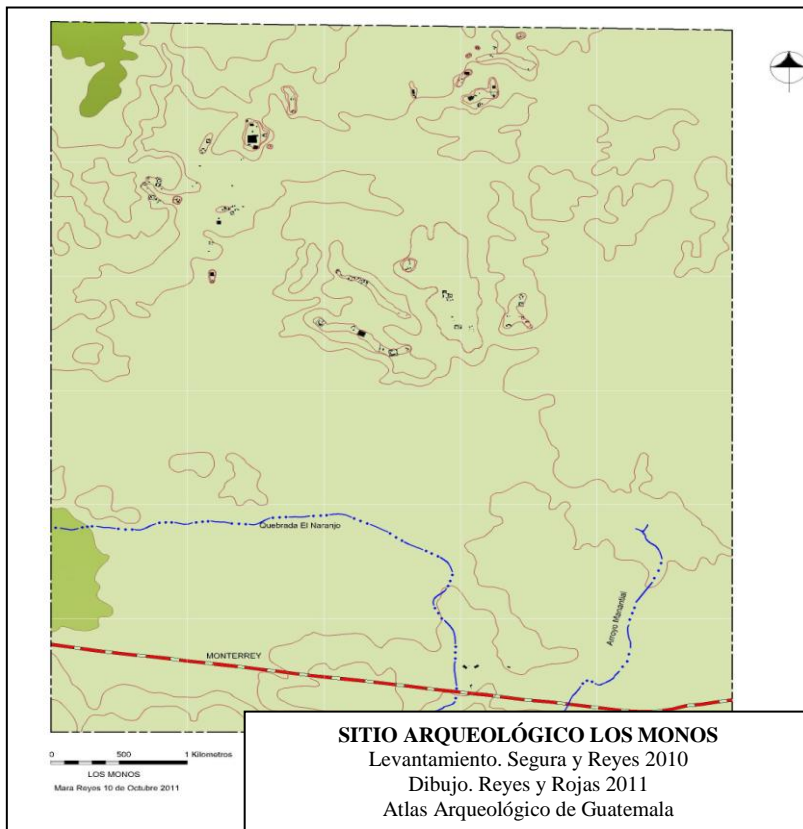 Quebrada El Naranjo
Arroyo Manantial
MONTERREY
0 500 1 Kilometros
LOS MONOS
Mara Reyes 10 de Octubre 2011
SITIO ARQUEOLÓGICO LOS MONOS
Levantamiento. Segura y Reyes 2010
Dibujo. Reyes y Rojas 2011
Atlas Arqueológico de Guatemala